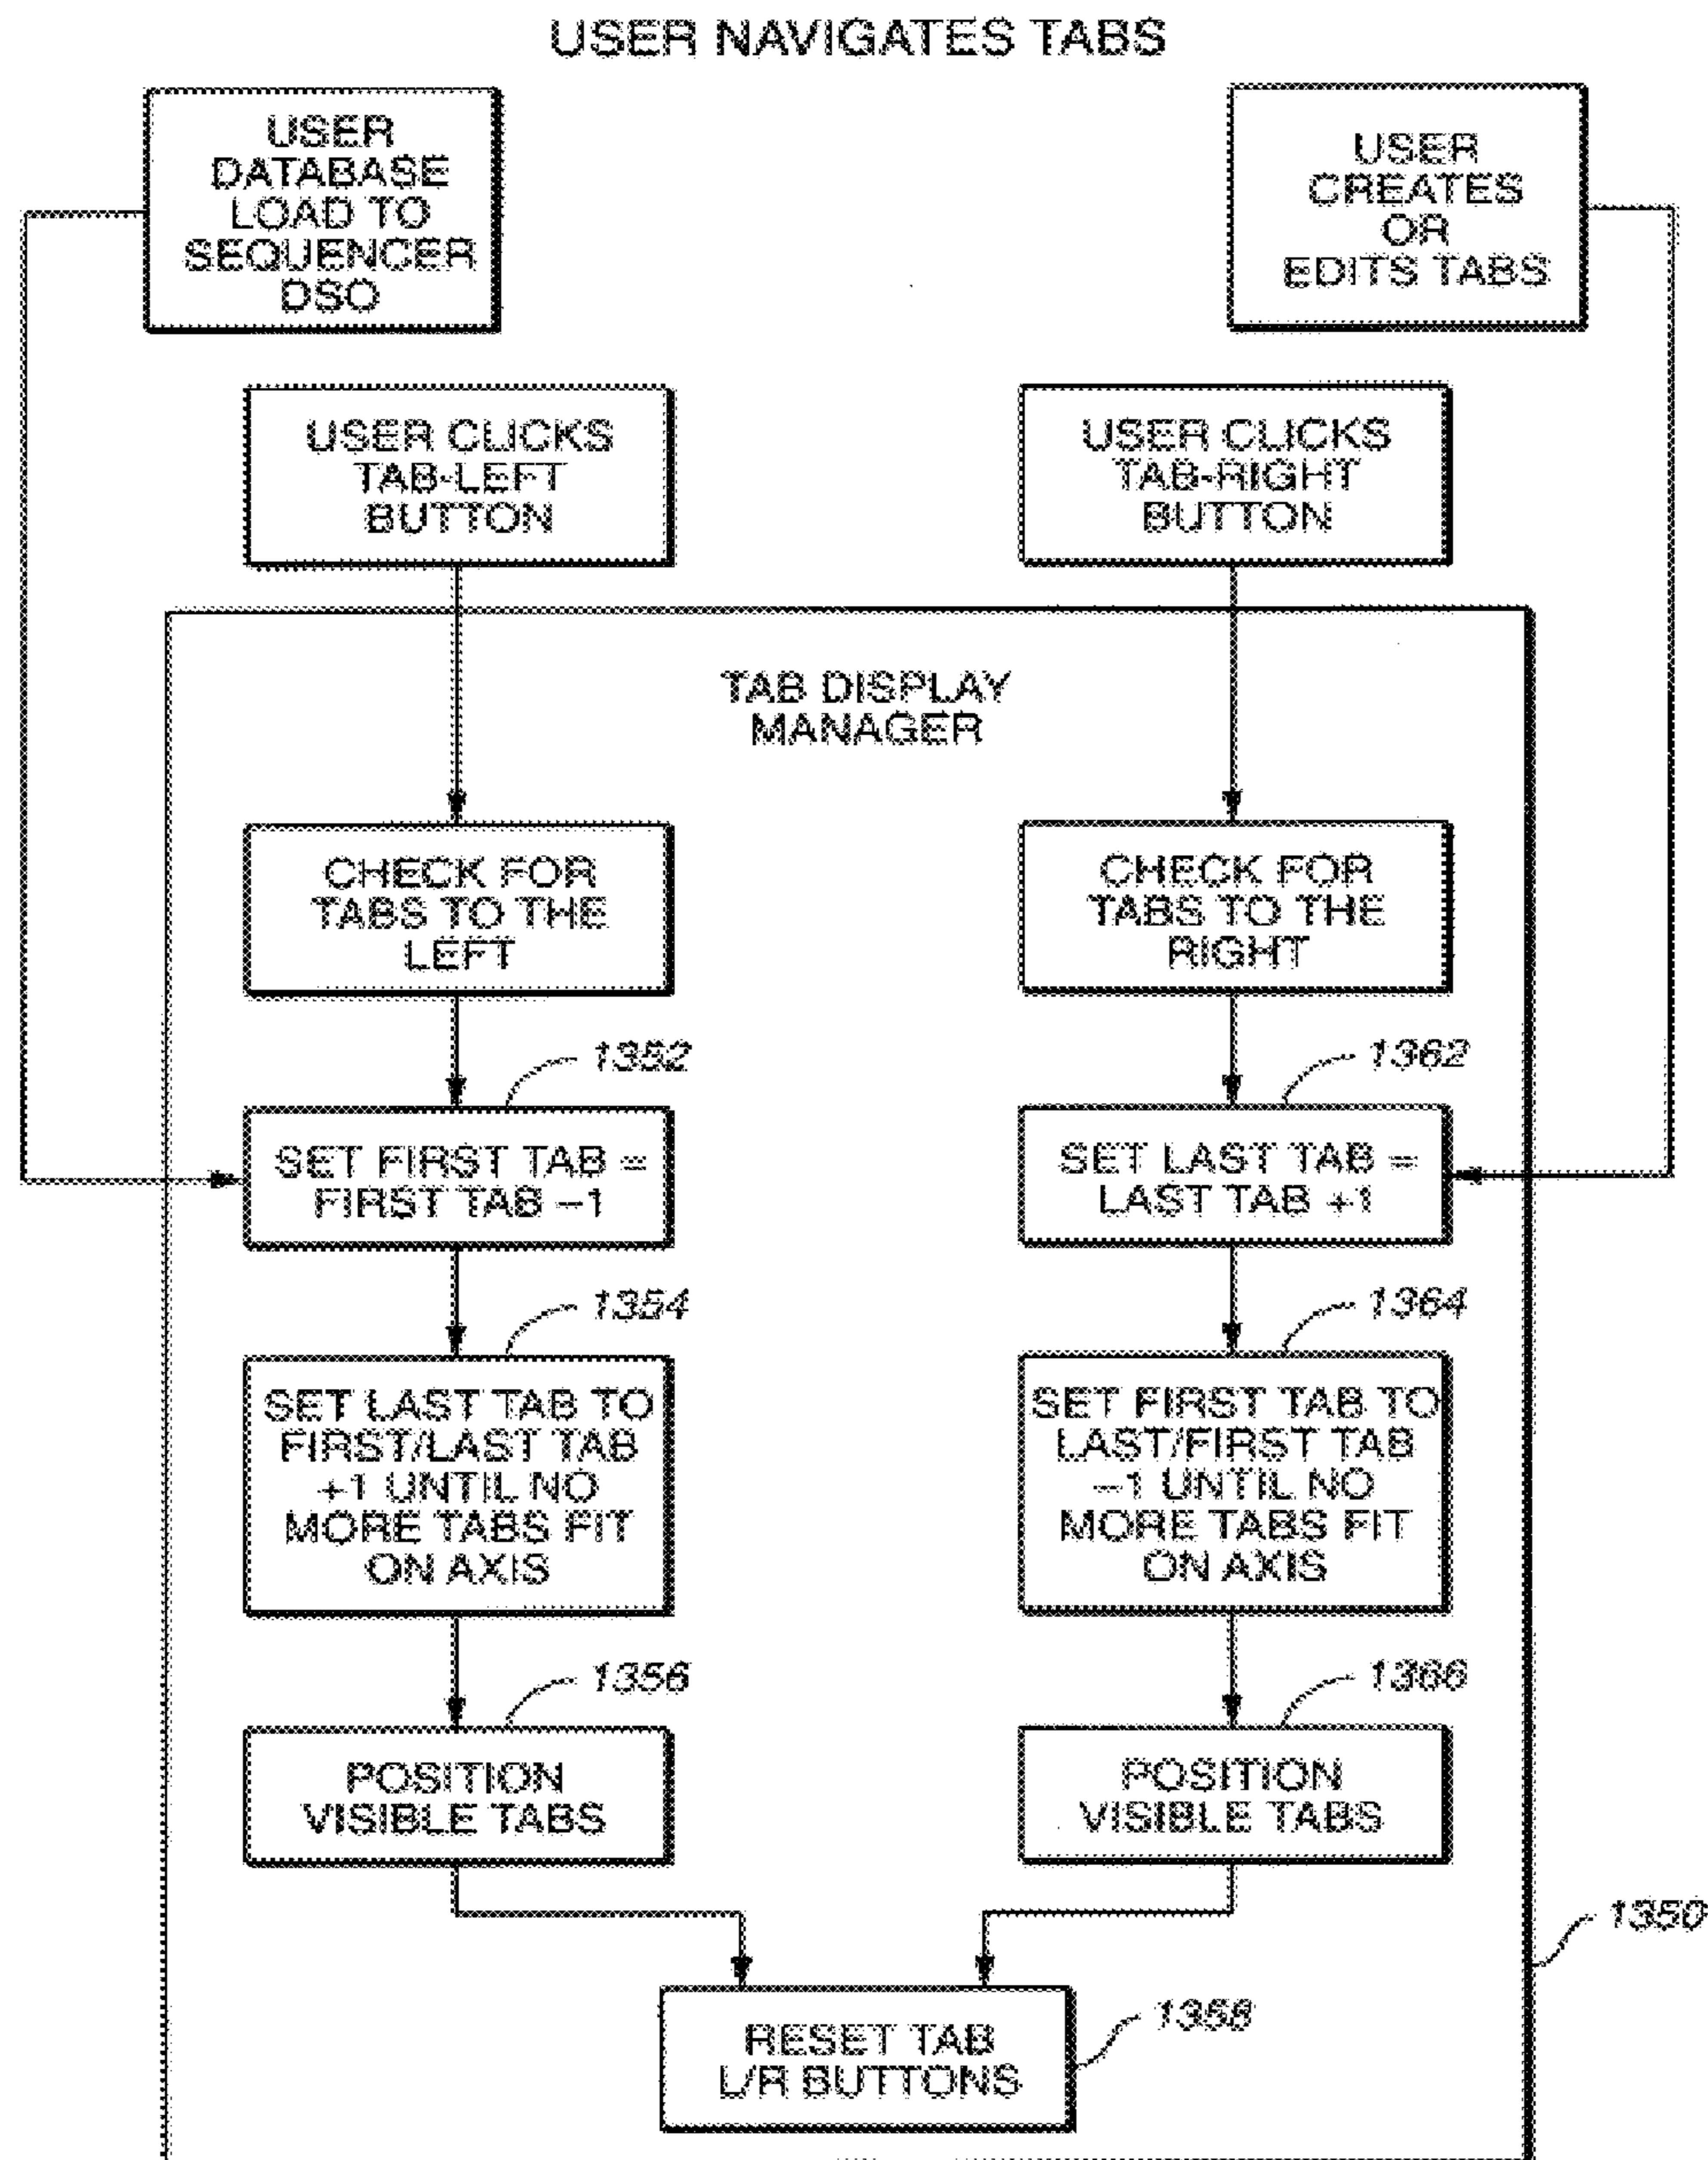 USER NAVIGATES TABS
USER
DATABASE
LOAD TO
SEQUENCER
DSO
USER
CREATES
OR
EDITS TABS
USER CLICKS
TAB-LEFT
BUTTON
USER CLICKS
TAB-RIGHT
BUTTON
TAB DISPLAY
MANAGER
CHECK FOR
TABS TO THE
LEFT
CHECK FOR
TABS TO THE
RIGHT
1352
SET FIRST TAB =
FIRST TAB –1
1362
SET LAST TAB =
LAST TAB +1
1354
SET LAST TAB TO
FIRST/LAST TAB
+1 UNTIL NO
MORE TABS FIT
ON AXIS
1364
SET FIRST TAB TO
LAST/FIRST TAB
–1 UNTIL NO
MORE TABS FIT
ON AXIS
1356
POSITION
VISIBLE TABS
1366
POSITION
VISIBLE TABS
1350
RESET TAB
L/R BUTTONS
1358